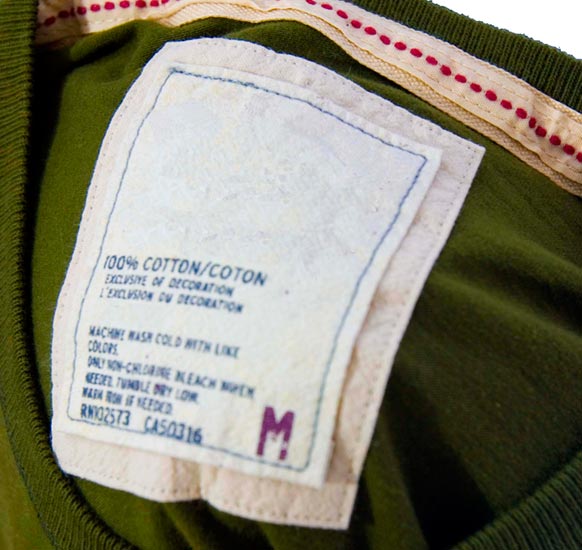 100% COTTON/COTON
EXCLUSIVE OF DECORATION
L'EXCLUSION DU DECORATION
MACHINE WASH COLD WITH LIKE
COLORS.
ONLY NON-CHLORINE BLEACH WHEN
NEEDED. TUMBLE DRY LOW.
WARM IRON IF NEEDED.
RN102573 CA50316
M